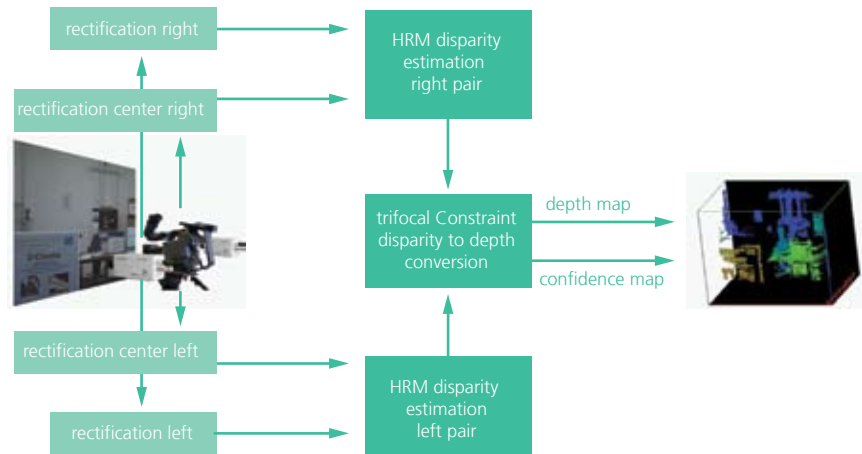 rectification right
HRM disparity
estimation
right pair
rectification center right
trifocal Constraint
disparity to depth
conversion
depth map
confidence map
rectification center left
HRM disparity
estimation
left pair
rectification left